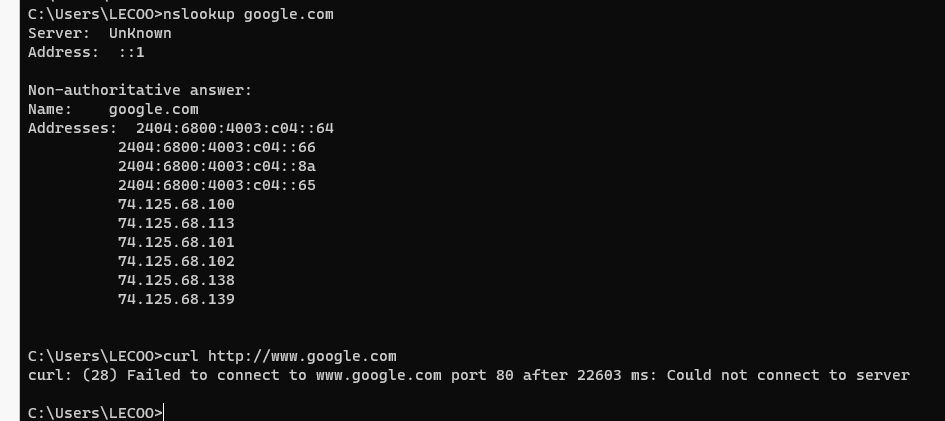 C:\Users\LECOO>nslookup google.com
Server:  UnKnown
Address:  ::1
Non-authoritative answer:
Name:    google.com
Addresses:  2404:6800:4003:c04::64
2404:6800:4003:c04::66
2404:6800:4003:c04::8a
2404:6800:4003:c04::65
74.125.68.100
74.125.68.113
74.125.68.101
74.125.68.102
74.125.68.138
74.125.68.139
C:\Users\LECOO>curl http://www.google.com
curl: (28) Failed to connect to www.google.com port 80 after 22603 ms: Could not connect to server
C:\Users\LECOO>